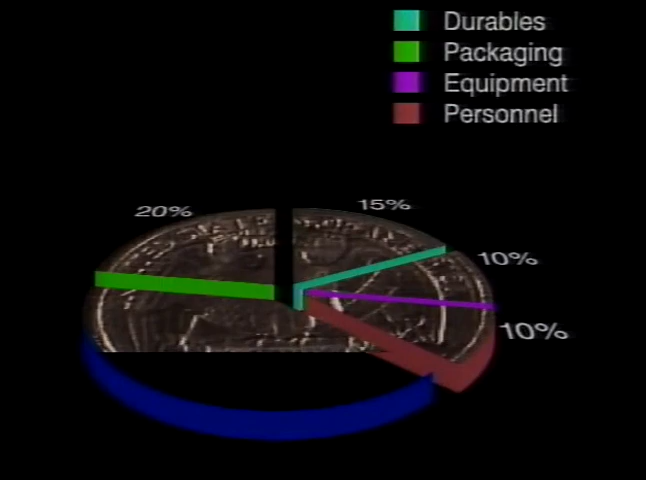 Durables
Packaging
Equipment
Personnel
20%
15%
10%
10%